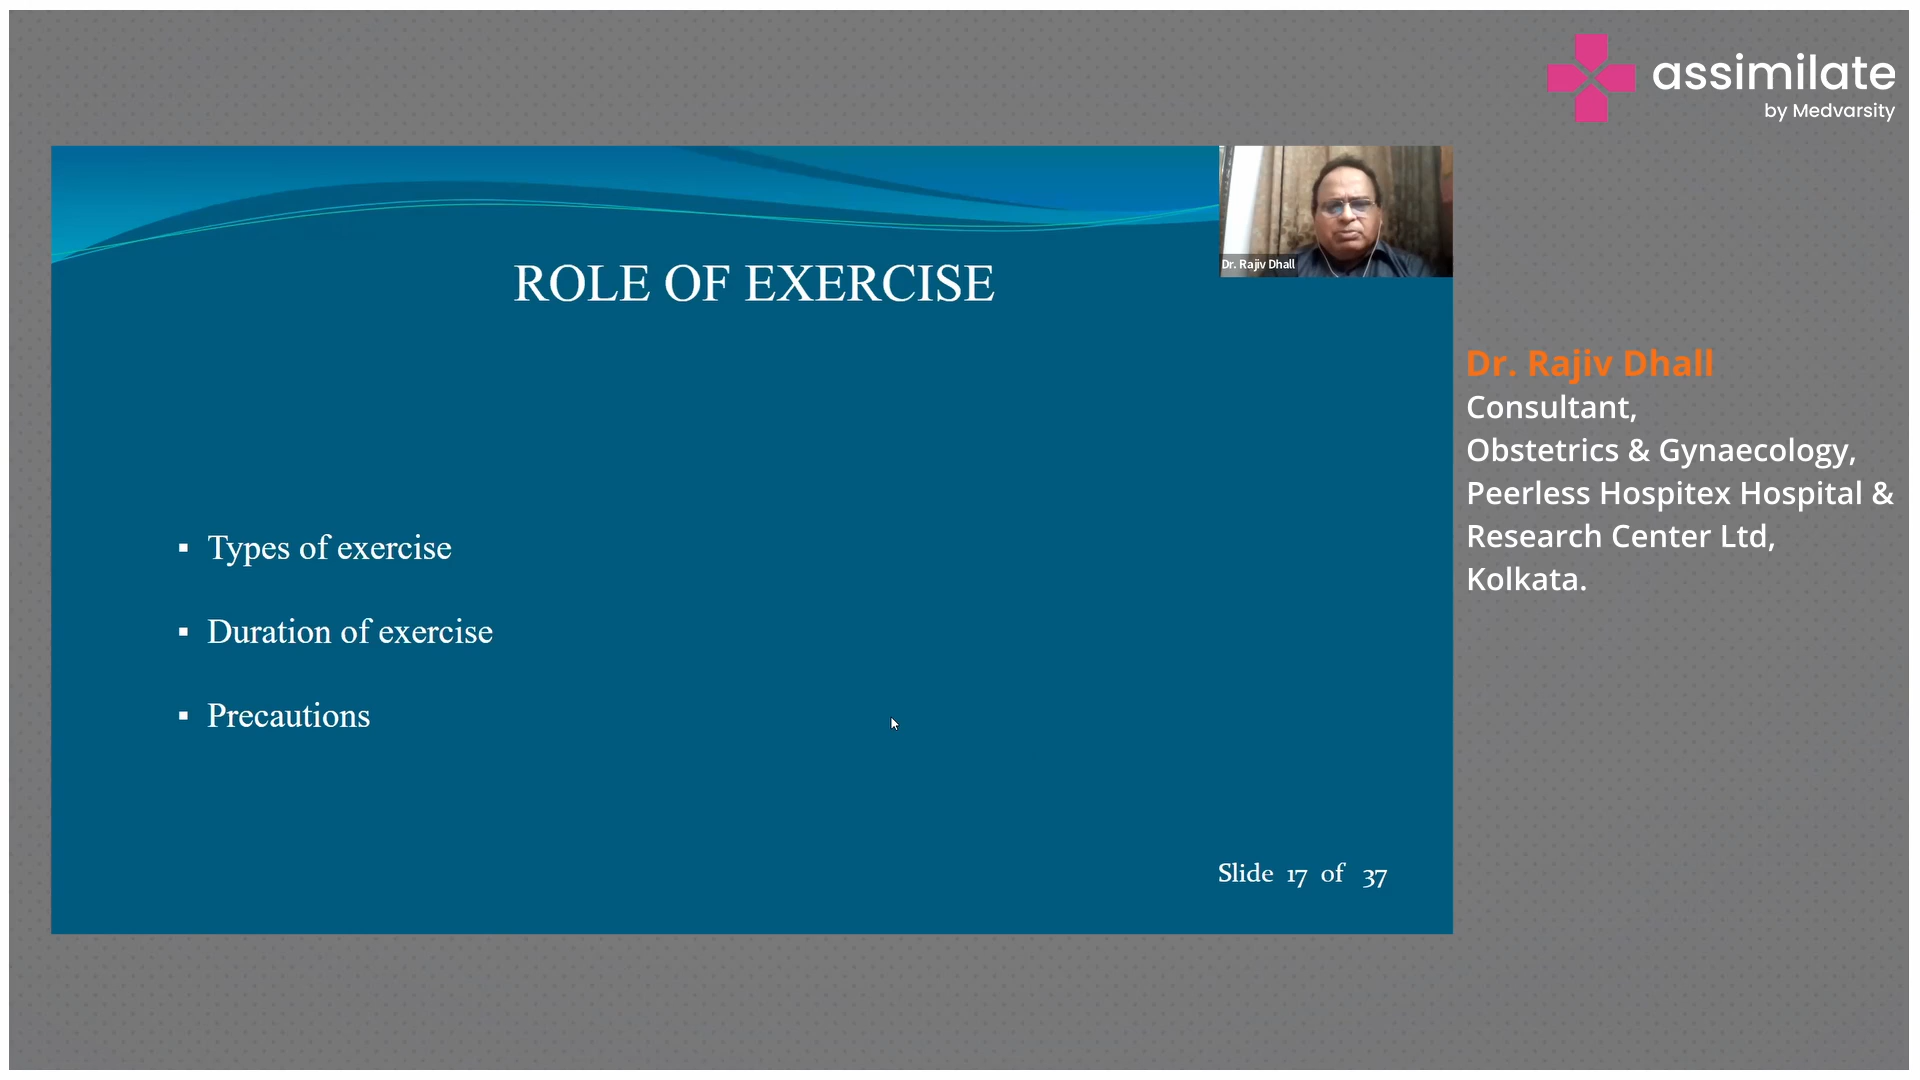 assimilate
by Medvarsity
Dr. Rajiv Dhall
ROLE OF EXERCISE
▪ Types of exercise
▪ Duration of exercise
▪ Precautions
Slide 17 of 37
Dr. Rajiv Dhall
Consultant,
Obstetrics & Gynaecology,
Peerless Hospitex Hospital &
Research Center Ltd,
Kolkata.